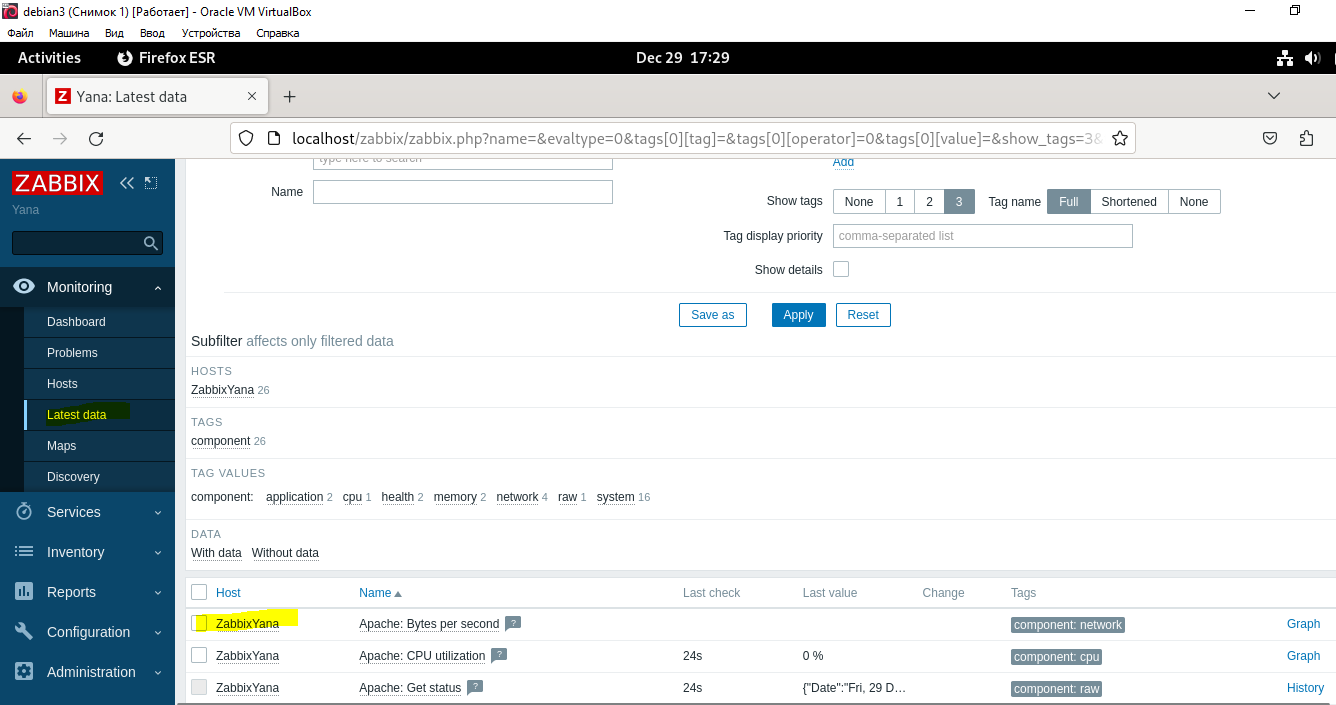 debian3 (Снимок 1) [Работает] - Oracle VM VirtualBox
Файл Машина Вид Ввод Устройства Справка
Activities Firefox ESR Dec 29 17:29
Z Yana: Latest data
localhost/zabbix/zabbix.php?name=&evaltype=0&tags[0][tag]=&tags[0][operator]=0&tags[0][value]=&show_tags=3&
ZABBIX
Yana
Monitoring
Dashboard
Problems
Hosts
Latest data
Maps
Discovery
Services
Inventory
Reports
Configuration
Administration
type here to search
Add
Name
Show tags None 1 2 3 Tag name Full Shortened None
Tag display priority comma-separated list
Show details
Save as Apply Reset
Subfilter affects only filtered data
HOSTS
ZabbixYana 26
TAGS
component 26
TAG VALUES
component: application 2 cpu 1 health 2 memory 2 network 4 raw 1 system 16
DATA
With data Without data
Host Name Last check Last value Change Tags
ZabbixYana Apache: Bytes per second ? component: network Graph
ZabbixYana Apache: CPU utilization ? 24s 0 % component: cpu Graph
ZabbixYana Apache: Get status ? 24s {"Date":"Fri, 29 D... component: raw History